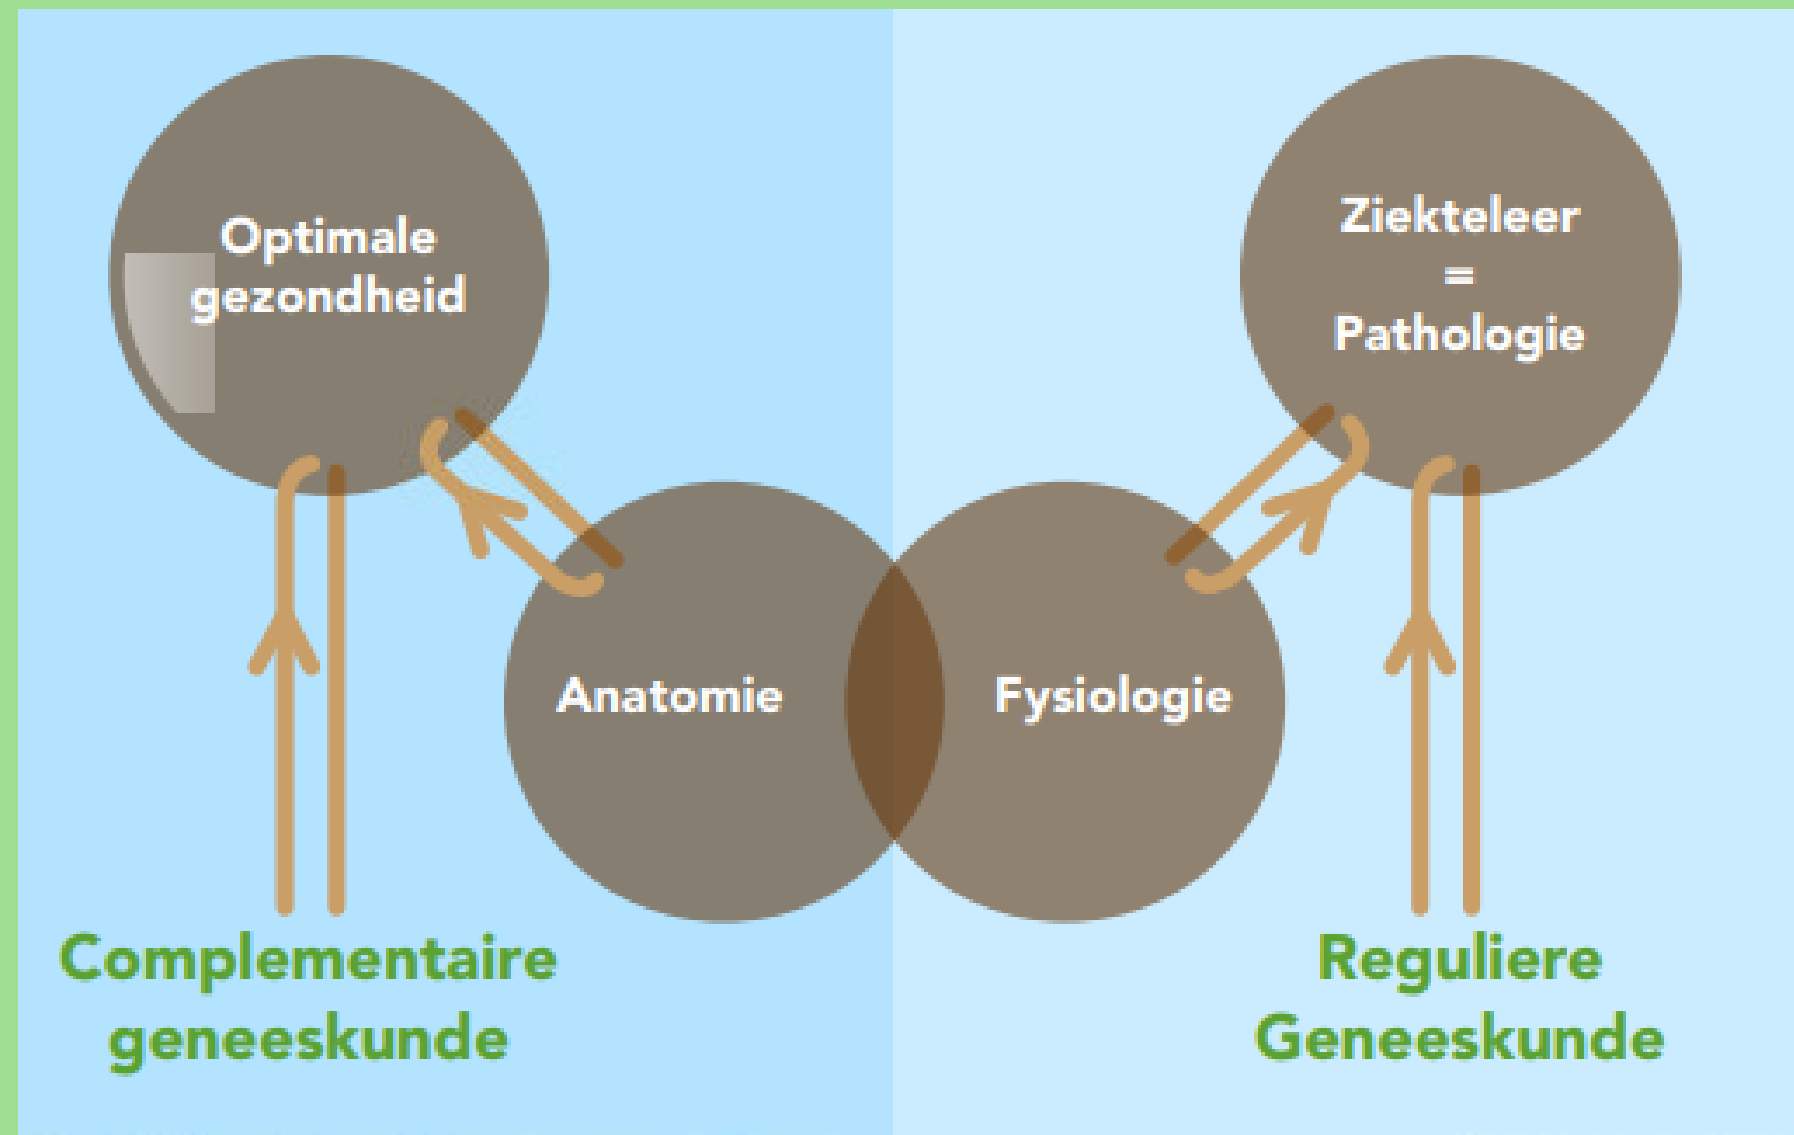 Optimale
gezondheid
Ziekteleer
=
Pathologie
Anatomie
Fysiologie
Complementaire
geneeskunde
Reguliere
Geneeskunde